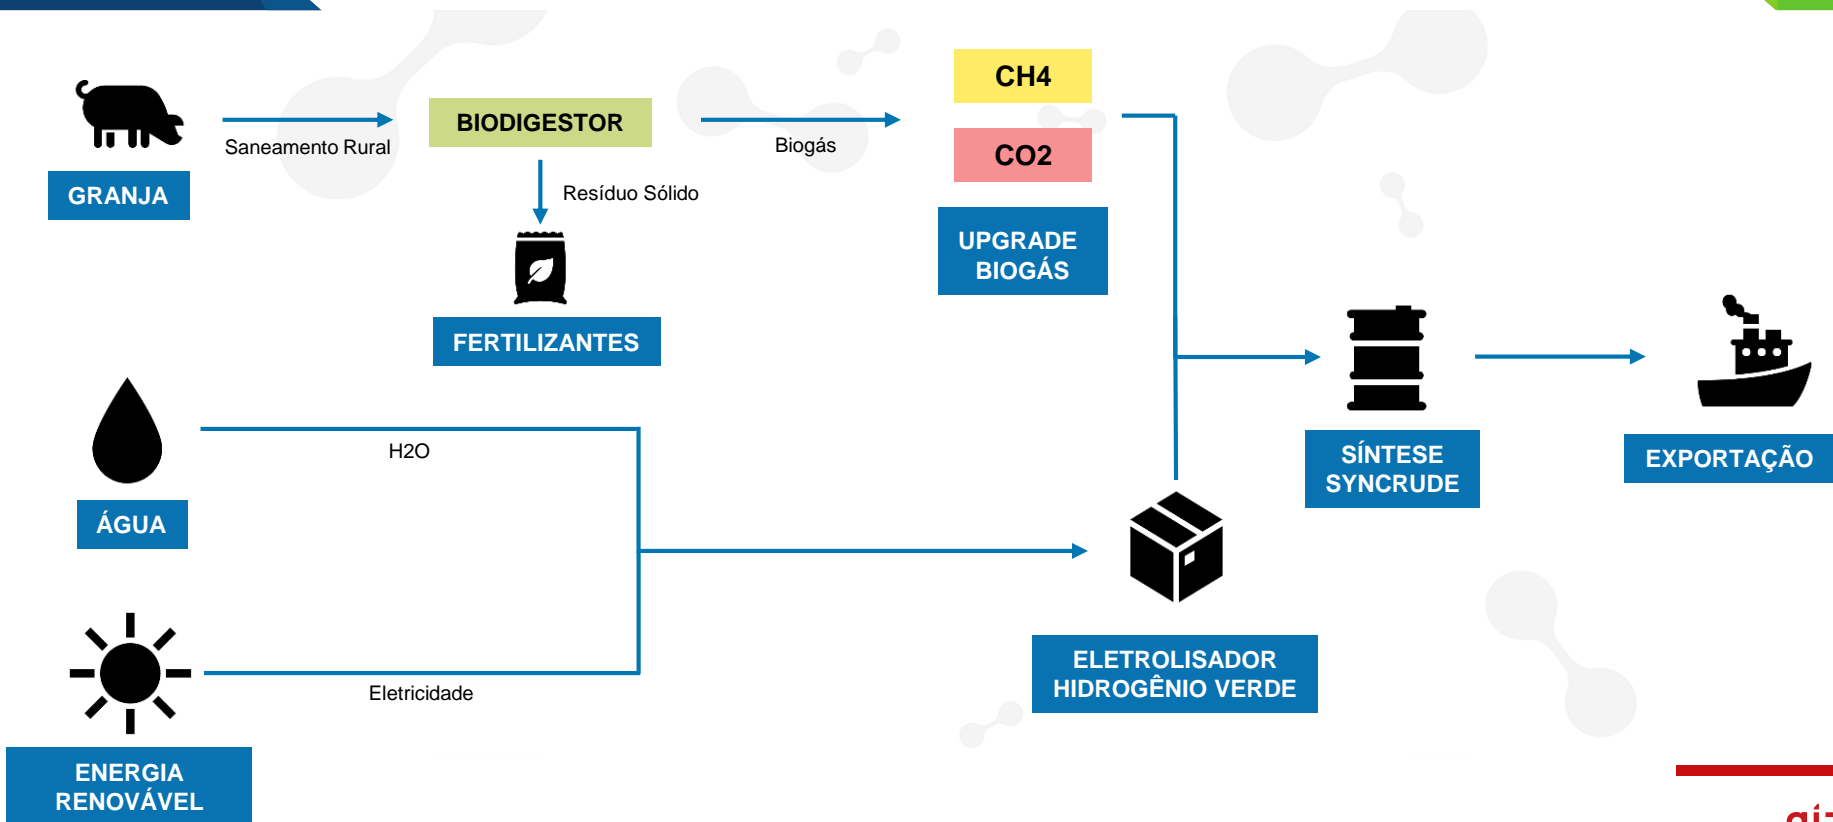 CH4
BIODIGESTOR
Saneamento Rural
Biogás
CO2
GRANJA
Resíduo Sólido
UPGRADE
BIOGÁS
FERTILIZANTES
H2O
SÍNTESE
SYNCRUDE
EXPORTAÇÃO
ÁGUA
ELETROLISADOR
HIDROGÊNIO VERDE
Eletricidade
ENERGIA
RENOVÁVEL